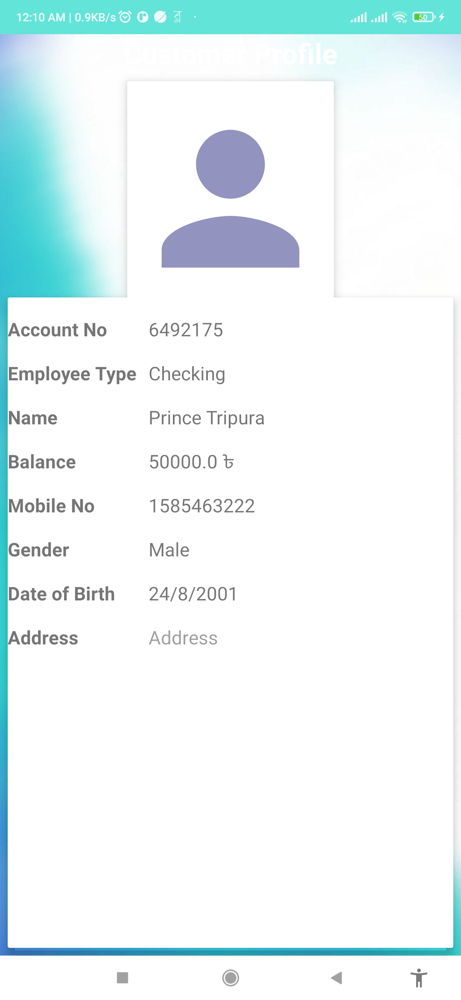 12:10 AM | 0.9KB/s
50
Customer Profile
Account No 6492175
Employee Type Checking
Name Prince Tripura
Balance 50000.0 ৳
Mobile No 1585463222
Gender Male
Date of Birth 24/8/2001
Address Address